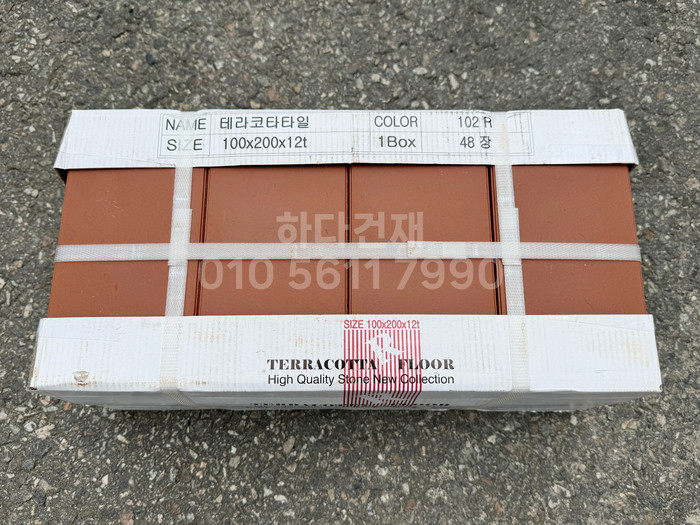 NAME 테라코타타일 COLOR 102 R
SIZE 100x200x12t 1Box 48 장
한다건재
010 5611 7990
SIZE 100x200x12t
TERRACOTTA FLOOR
High Quality Stone New Collection